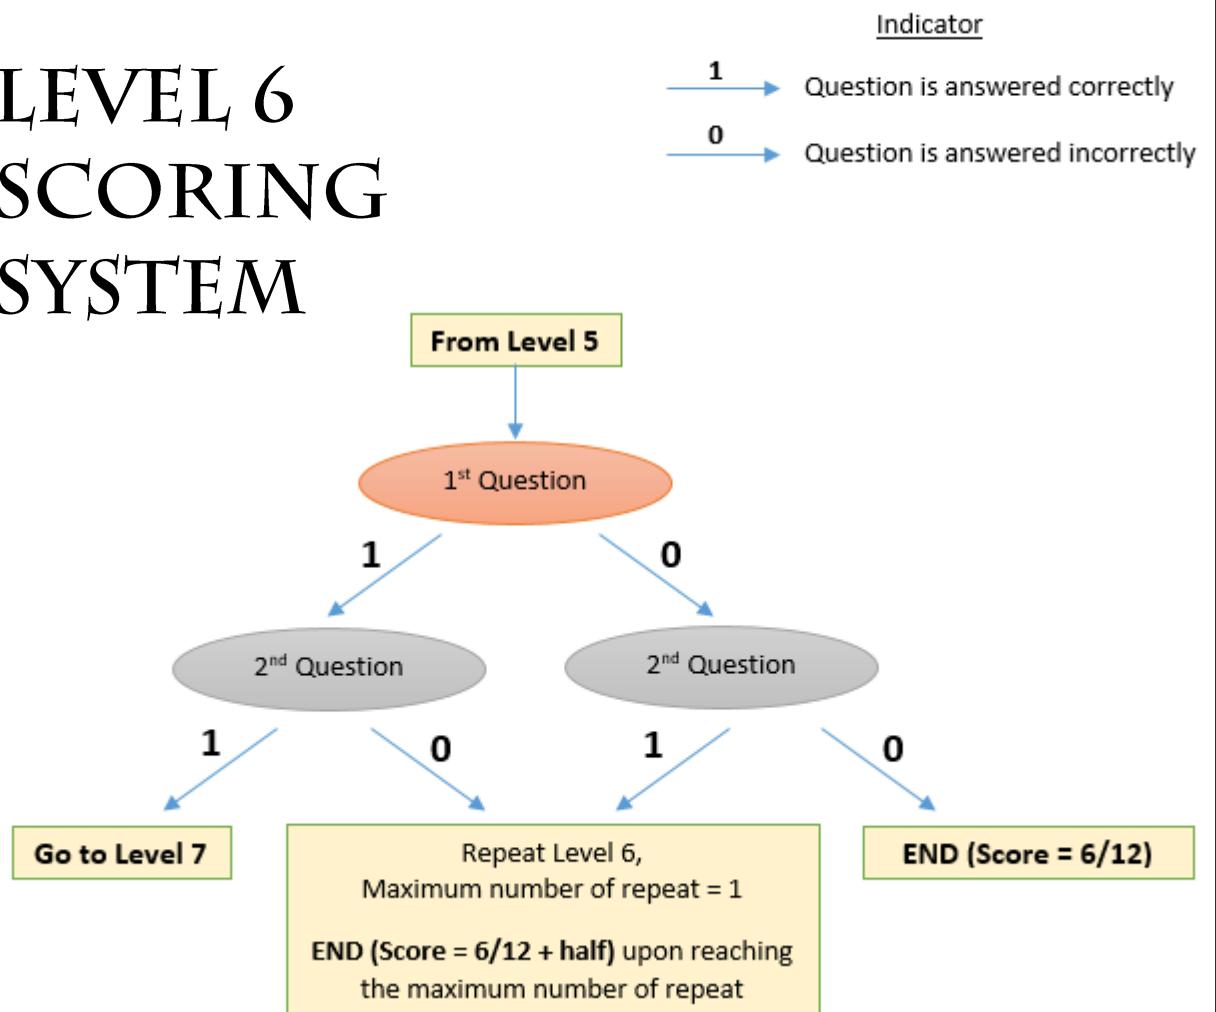 Indicator
LEVEL 6
SCORING
SYSTEM
1
Question is answered correctly
0
Question is answered incorrectly
From Level 5
1st Question
1
0
2nd Question
2nd Question
1
0
1
0
Go to Level 7
Repeat Level 6,
Maximum number of repeat = 1
END (Score = 6/12 + half) upon reaching
the maximum number of repeat
END (Score = 6/12)